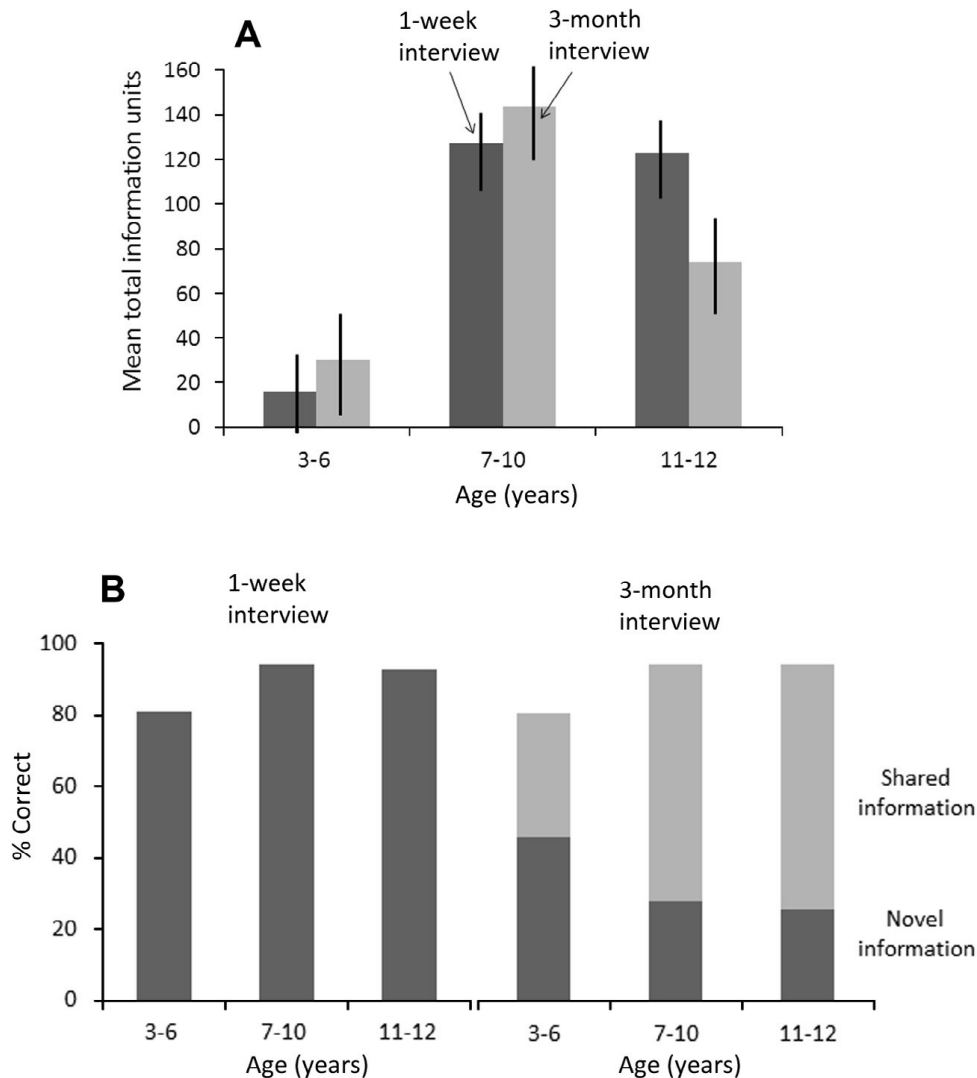 A
1-week
interview
3-month
interview
Mean total information units
160
140
120
100
80
60
40
20
0
3-6
7-10
11-12
Age (years)
B
1-week
interview
3-month
interview
% Correct
100
80
60
40
20
0
Shared
information
Novel
information
3-6
7-10
11-12
3-6
7-10
11-12
Age (years)
Age (years)